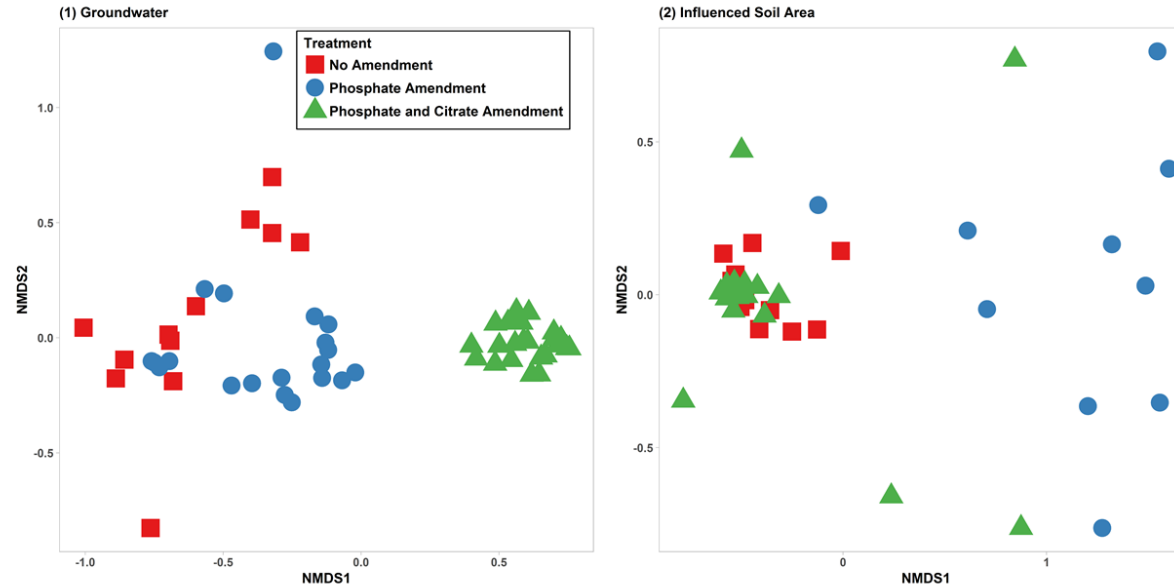 (1) Groundwater
Treatment
No Amendment
Phosphate Amendment
Phosphate and Citrate Amendment
NMDS2
1.0
0.5
0.0
-0.5
-1.0
-0.5
0.0
0.5
NMDS1
(2) Influenced Soil Area
NMDS2
0.5
0.0
-0.5
0
1
NMDS1